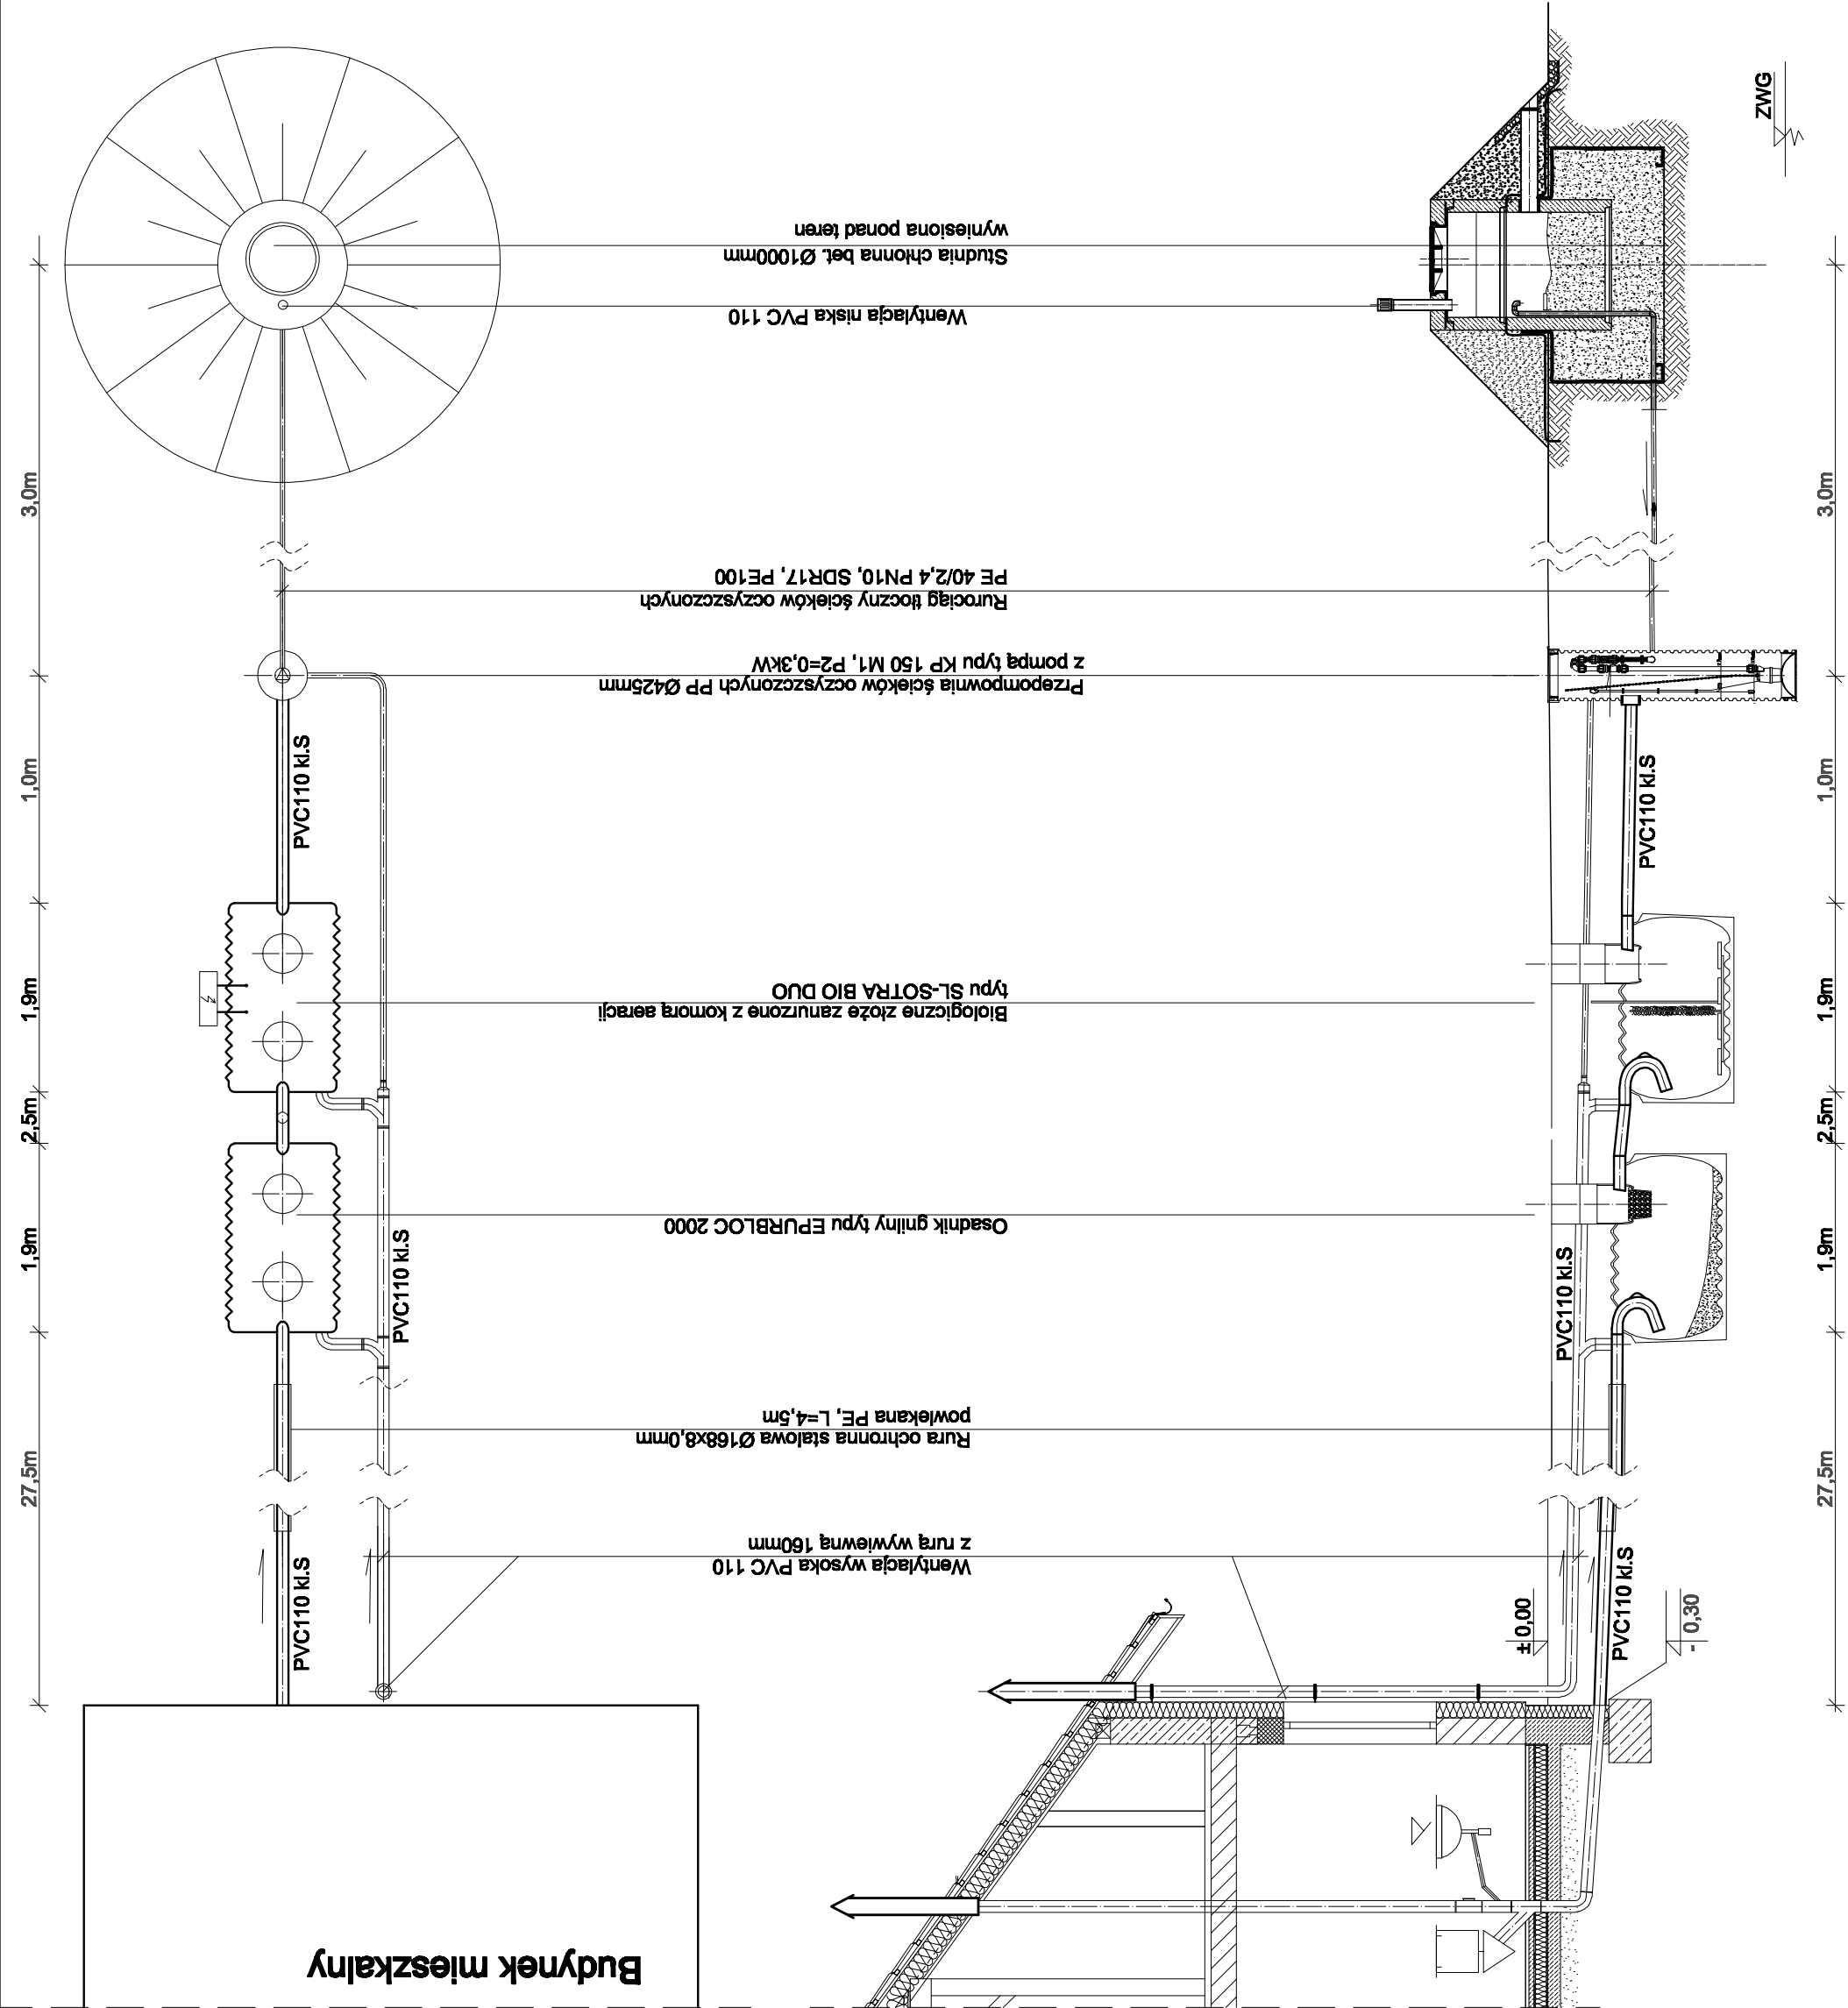 Budynek mieszkalny
Wentylacja wysoka PVC 110
z rurą wywiewną 160mm
Rura ochronna stalowa Ø168x8,0mm
powlekana PE, L=4,5m
Osadnik gnilny typu EPURBLOC 2000
Biologiczne złoże zanurzone z komorą aeracji
typu SL-SOTRA BIO DUO
Przepompownia ścieków oczyszczonych PP Ø425mm
z pompą typu KP 150 M1, P2=0,3kW
Rurociąg tłoczny ścieków oczyszczonych
PE 40/2,4 PN10, SDR17, PE100
Wentylacja niska PVC 110
Studnia chłonna bet. Ø1000mm
wyniesiona ponad teren
27,5m
1,9m
2,5m
1,9m
1,0m
3,0m
PVC110 kl.S
PVC110 kl.S
PVC110 kl.S
± 0,00
- 0,30
PVC110 kl.S
PVC110 kl.S
PVC110 kl.S
ZWG
27,5m
1,9m
2,5m
1,9m
1,0m
3,0m